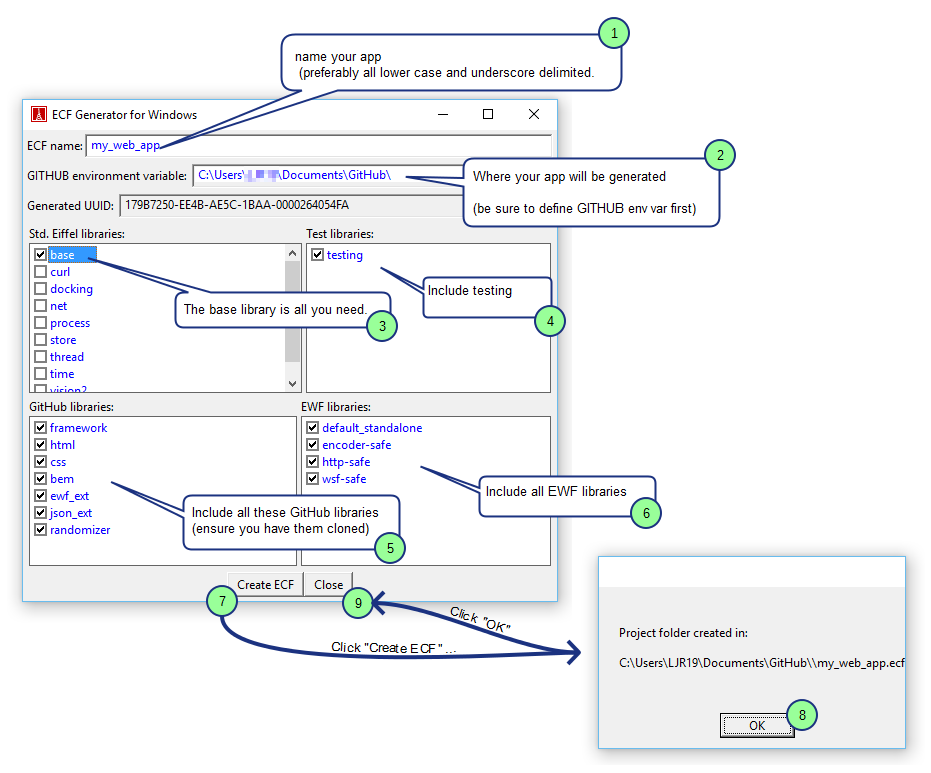 1
name your app
(preferably all lower case and underscore delimited.
ECF Generator for Windows
ECF name: my_web_app
2
GITHUB environment variable: C:\Users\ \Documents\GitHub\
Where your app will be generated
(be sure to define GITHUB env var first)
Generated UUID: 179B7250-EE4B-AE5C-1BAA-0000264054FA
Std. Eiffel libraries:
base
curl
docking
net
process
store
thread
time
vision2
The base library is all you need.
3
Test libraries:
testing
Include testing
4
GitHub libraries:
framework
html
css
bem
ewf_ext
json_ext
randomizer
Include all these GitHub libraries
(ensure you have them cloned)
5
EWF libraries:
default_standalone
encoder-safe
http-safe
wsf-safe
Include all EWF libraries
6
Create ECF
Close
7
9
Click "OK"
Click "Create ECF" ...
Project folder created in:
C:\Users\LJR19\Documents\GitHub\\my_web_app.ecf
OK
8